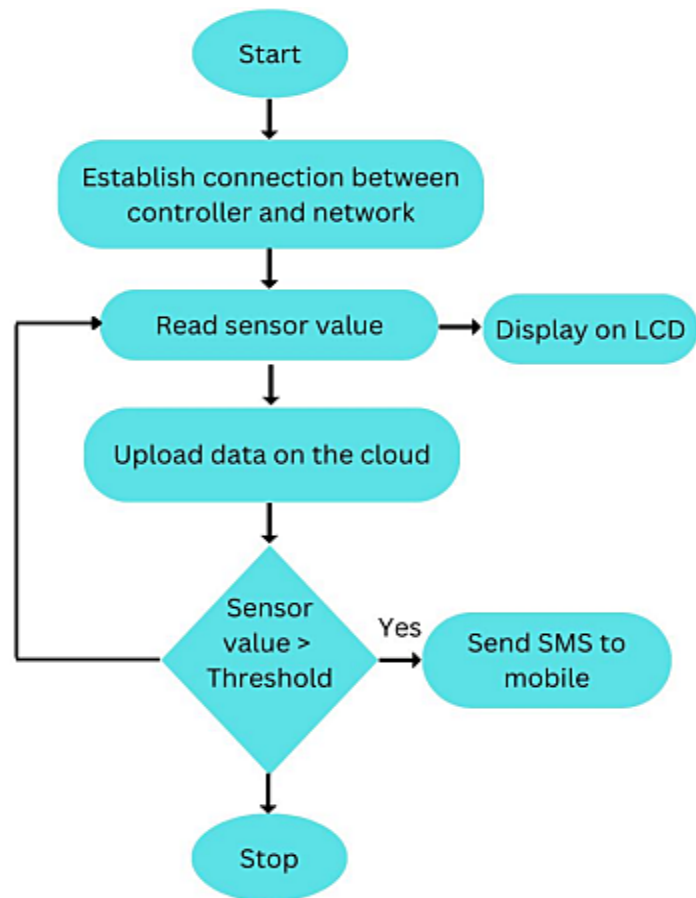 Start
Establish connection between
controller and network
Read sensor value
Display on LCD
Upload data on the cloud
Sensor
value >
Threshold
Yes
Send SMS to
mobile
Stop